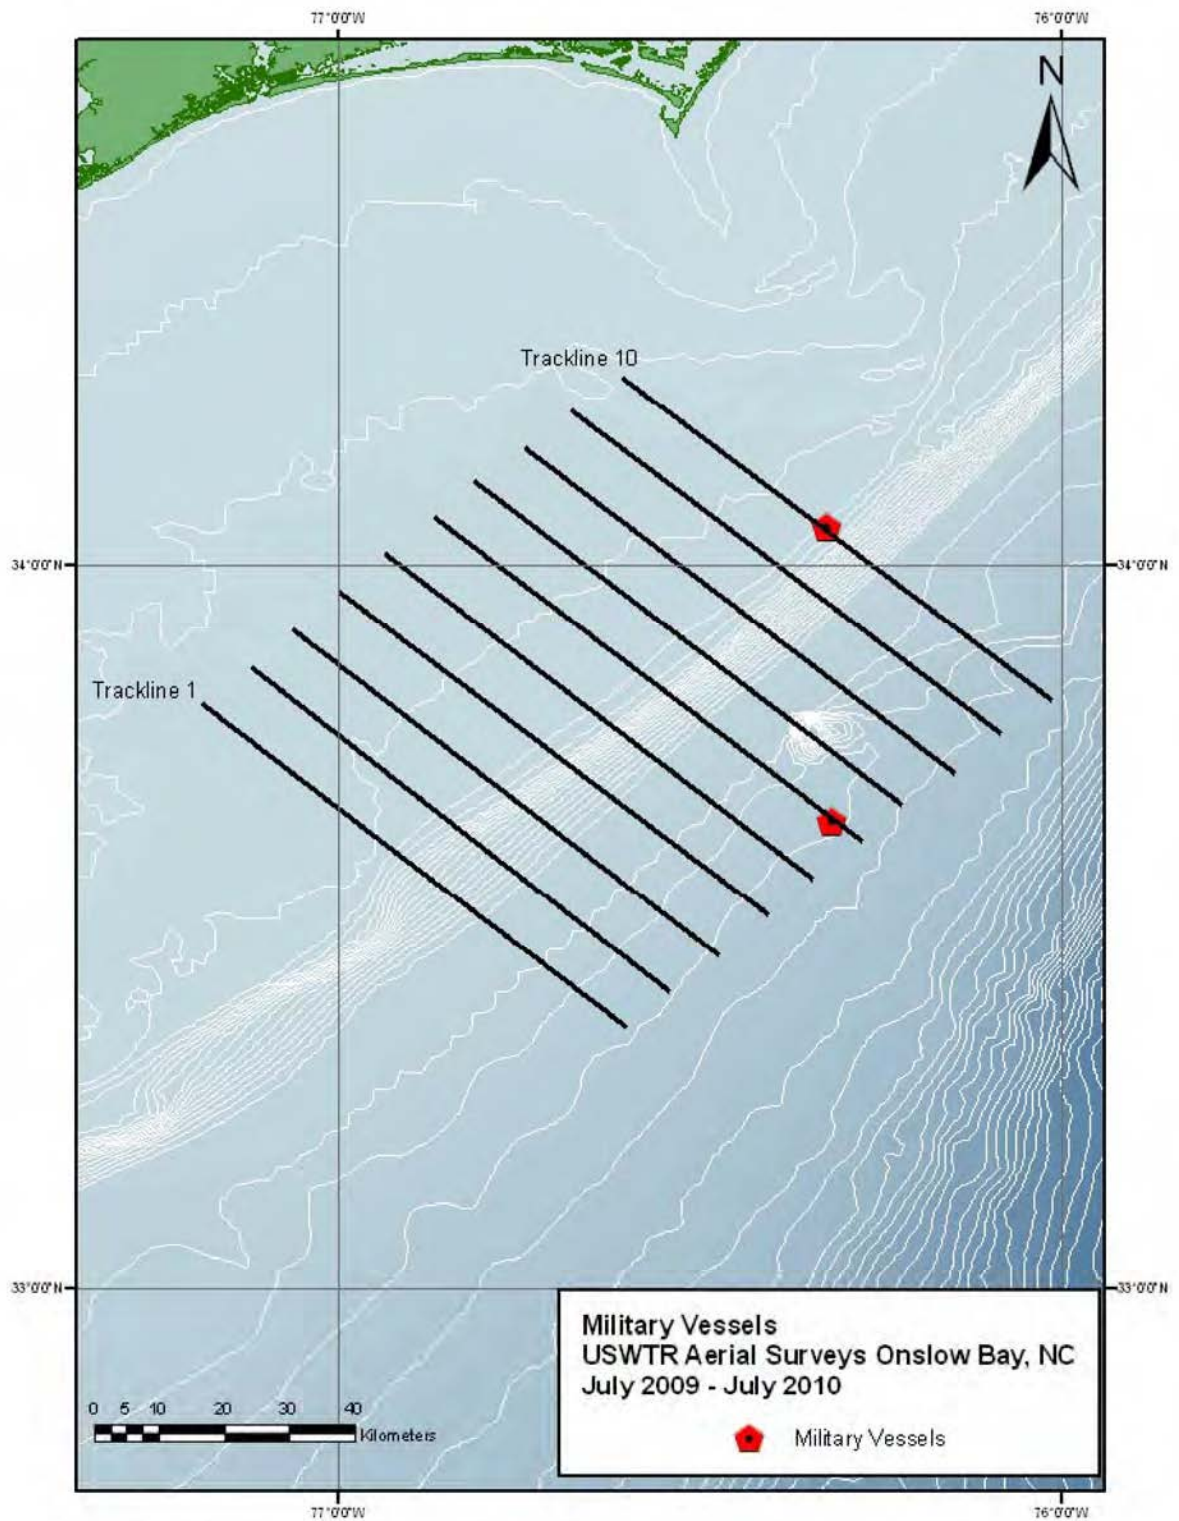 77°0'0"W 76°0'0"W
N
Trackline 10
34°0'0"N 34°0'0"N
Trackline 1
33°0'0"N 33°0'0"N
Military Vessels
USWTR Aerial Surveys Onslow Bay, NC
July 2009 - July 2010
Military Vessels
0 5 10 20 30 40
Kilometers
77°0'0"W 76°0'0"W